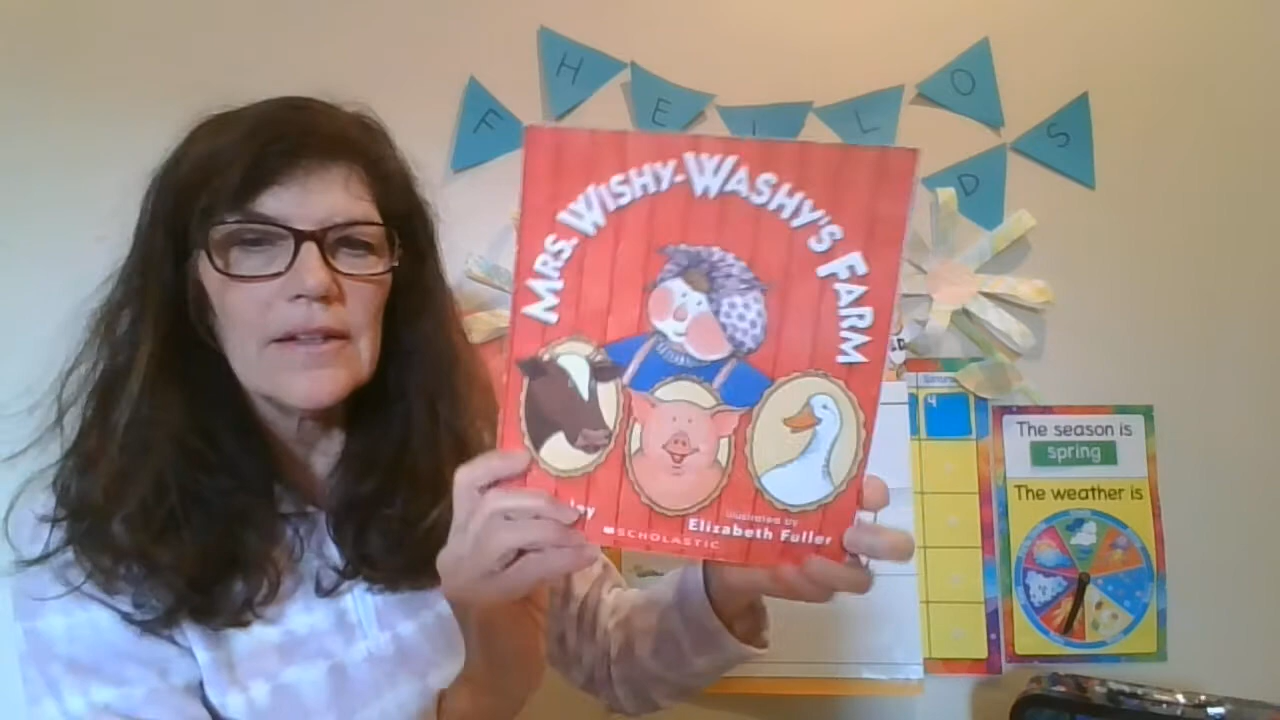 F H E L O D S
MRS. WISHY-WASHY'S FARM
Illustrated by
Elizabeth Fuller
SCHOLASTIC
4
The season is
spring
The weather is